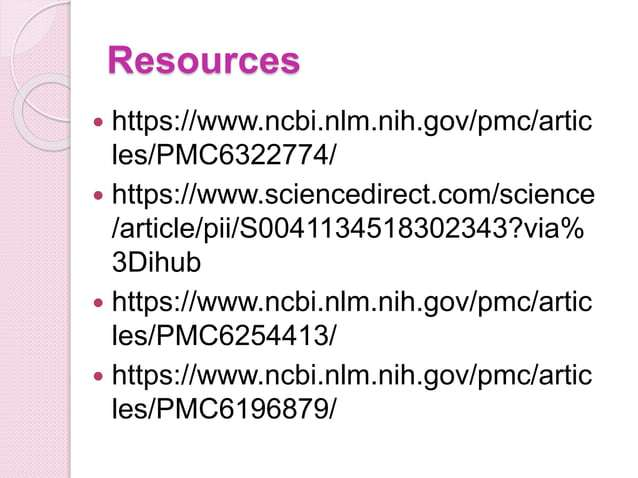 Resources
https://www.ncbi.nlm.nih.gov/pmc/artic
les/PMC6322774/
https://www.sciencedirect.com/science
/article/pii/S0041134518302343?via%
3Dihub
https://www.ncbi.nlm.nih.gov/pmc/artic
les/PMC6254413/
https://www.ncbi.nlm.nih.gov/pmc/artic
les/PMC6196879/